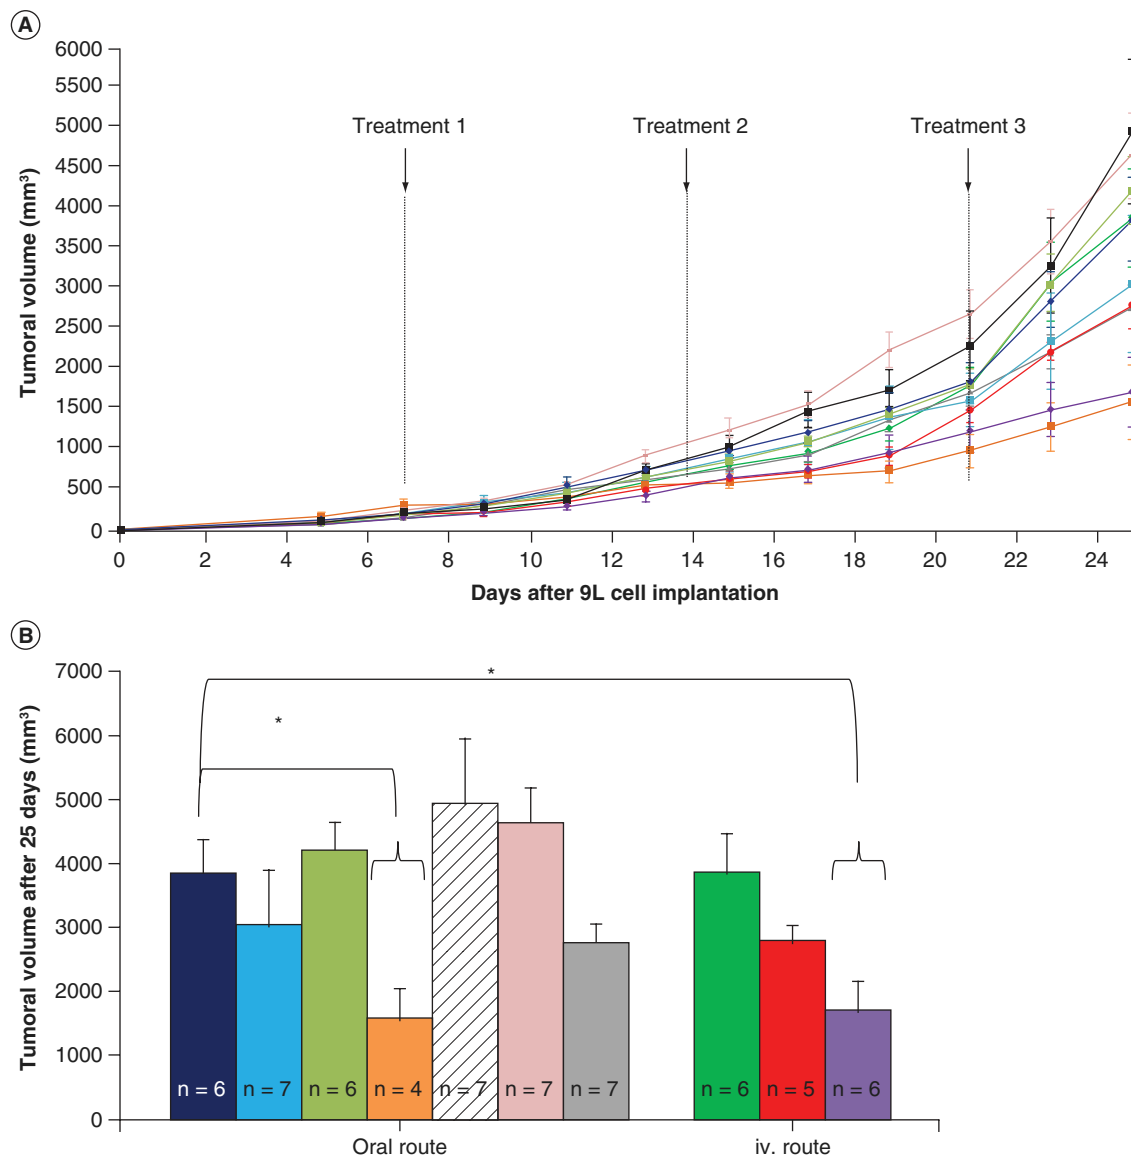 A
6000
5500
5000
4500
4000
3500
3000
2500
2000
1500
1000
500
0
Tumoral volume (mm³)
Treatment 1 Treatment 2 Treatment 3
0 2 4 6 8 10 12 14 16 18 20 22 24
Days after 9L cell implantation
B
7000
6000
5000
4000
3000
2000
1000
0
Tumoral volume after 25 days (mm³)
*
*
n = 6 n = 7 n = 6 n = 4 n = 7 n = 7 n = 7 n = 6 n = 5 n = 6
Oral route iv. route